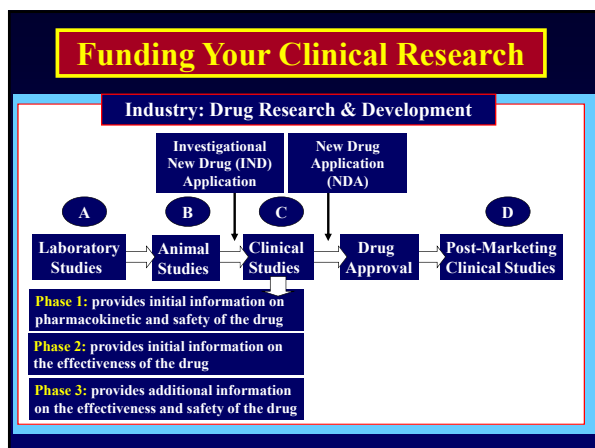 Funding Your Clinical Research
Industry: Drug Research & Development
Investigational
New Drug (IND)
Application
New Drug
Application
(NDA)
A
B
C
D
Laboratory
Studies
Animal
Studies
Clinical
Studies
Drug
Approval
Post-Marketing
Clinical Studies
Phase 1: provides initial information on
pharmacokinetic and safety of the drug
Phase 2: provides initial information on
the effectiveness of the drug
Phase 3: provides additional information
on the effectiveness and safety of the drug